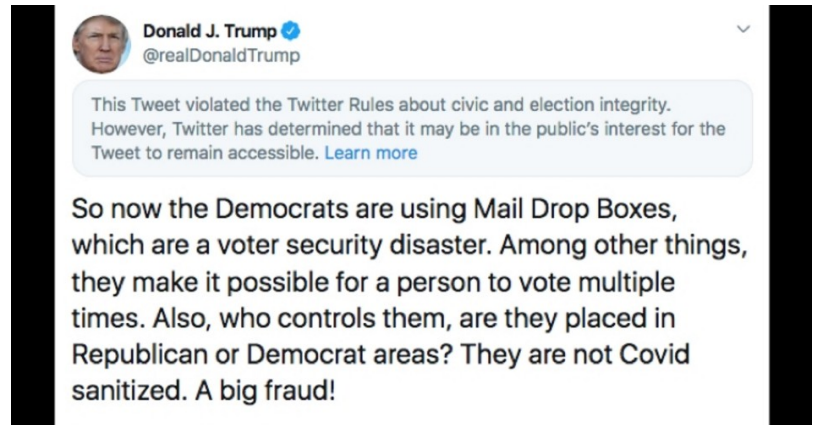 Donald J. Trump
@realDonaldTrump
This Tweet violated the Twitter Rules about civic and election integrity.
However, Twitter has determined that it may be in the public's interest for the
Tweet to remain accessible. Learn more
So now the Democrats are using Mail Drop Boxes,
which are a voter security disaster. Among other things,
they make it possible for a person to vote multiple
times. Also, who controls them, are they placed in
Republican or Democrat areas? They are not Covid
sanitized. A big fraud!